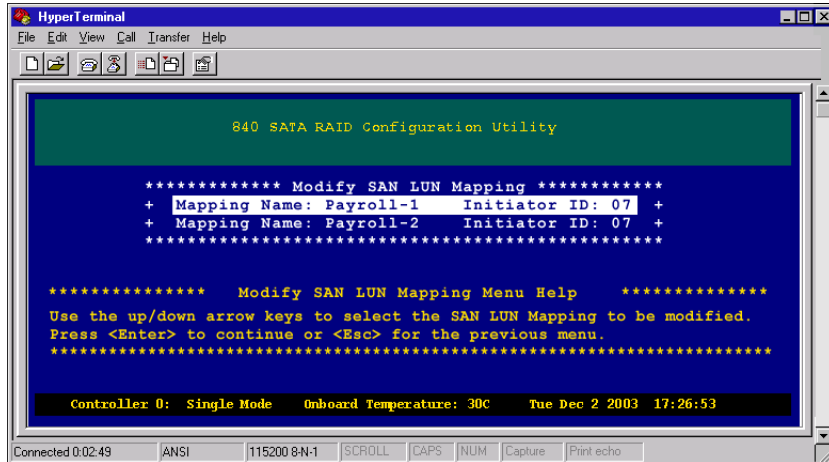 HyperTerminal
File Edit View Call Transfer Help
840 SATA RAID Configuration Utility
************* Modify SAN LUN Mapping ************
+ Mapping Name: Payroll-1 Initiator ID: 07 +
+ Mapping Name: Payroll-2 Initiator ID: 07 +
*****************************************************
*************** Modify SAN LUN Mapping Menu Help **************
Use the up/down arrow keys to select the SAN LUN Mapping to be modified.
Press <Enter> to continue or <Esc> for the previous menu.
**************************************************************************
Controller 0: Single Mode Onboard Temperature: 30C Tue Dec 2 2003 17:26:53
Connected 0:02:49 ANSI 115200 8-N-1 SCROLL CAPS NUM Capture Print echo